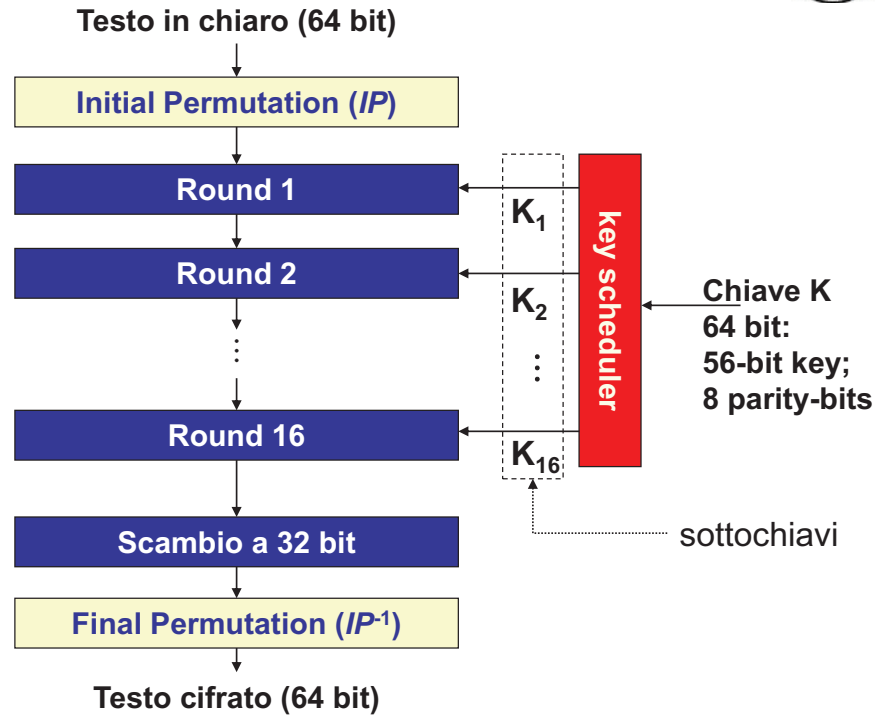 Testo in chiaro (64 bit)
Initial Permutation (IP)
Round 1
Round 2
⋮
Round 16
Scambio a 32 bit
Final Permutation (IP⁻¹)
Testo cifrato (64 bit)
K₁
K₂
⋮
K₁₆
key scheduler
Chiave K
64 bit:
56-bit key;
8 parity-bits
sottochiavi